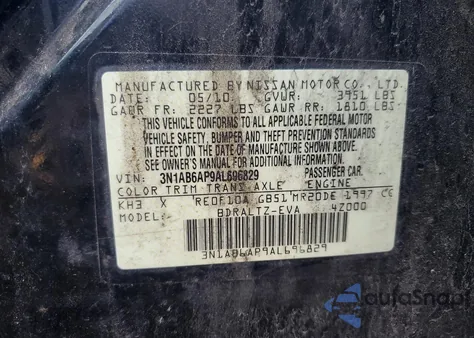 MANUFACTURED BY NISSAN MOTOR CO., LTD.
DATE: 05/10 GVWR: 3951 LBS
GAWR FR: 2227 LBS GAWR RR: 1810 LBS
THIS VEHICLE CONFORMS TO ALL APPLICABLE
FEDERAL MOTOR
VEHICLE SAFETY, BUMPER AND THEFT
PREVENTION STANDARDS
IN EFFECT ON THE DATE OF MANUFACTURE
SHOWN ABOVE.
SEE OWNER'S MANUAL FOR ADDITIONAL INFO.
VIN: 3N1AB6AP9AL696829 PASSENGER CAR
COLOR TRIM TRANS AXLE ENGINE
KH3 X RE0F10A GB51 MR20DE 1997 CC
MODEL: BDRALTZ-EVA 4Z000
3N1AB6AP9AL696829
AutoSnap